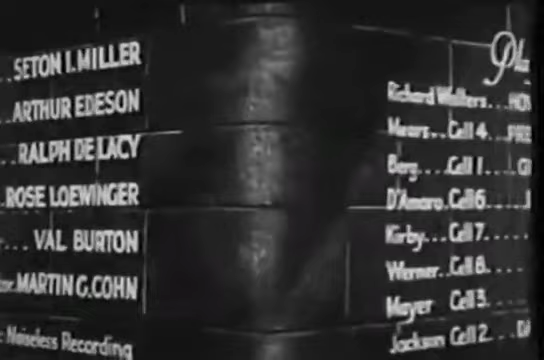 ..SETON I. MILLER
..ARTHUR EDESON
...RALPH DE LACY
ROSE LOEWINGER
.... VAL BURTON
MARTIN G. COHN
Noiseless Recording
Richard Walters...
Mears..Cell 4...
Berg....Cell 1....
D'Amaro.Cell 6....
Kirby...Cell 7....
Werner..Cell 8....
Mayer Cell 3....
Jackson Cell 2...